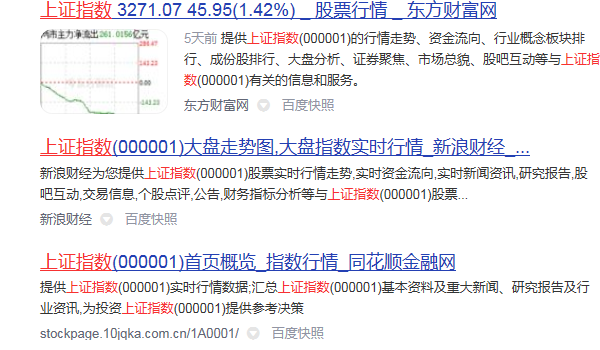 上证指数 3271.07 45.95(1.42%) _ 股票行情 _ 东方财富网
沪市主力净流出261.0156亿元
286.47
143.23
0.00
-143.23
5天前 提供上证指数(000001)的行情走势、资金流向、行业概念板块排
行、成份股排行、大盘分析、证券聚焦、市场总貌、股吧互动等与上证指
数(000001)有关的信息和服务。
东方财富网 百度快照
上证指数(000001)大盘走势图,大盘指数实时行情_新浪财经_...
新浪财经为您提供上证指数(000001)股票实时行情走势,实时资金流向,实时新闻资讯,研究报告,股
吧互动,交易信息,个股点评,公告,财务指标分析等与上证指数(000001)股票...
新浪财经 百度快照
上证指数(000001)首页概览_指数行情_同花顺金融网
提供上证指数(000001)实时行情数据;汇总上证指数(000001)基本资料及重大新闻、研究报告及行
业资讯,为投资上证指数(000001)提供参考决策
stockpage.10jqka.com.cn/1A0001/ 百度快照